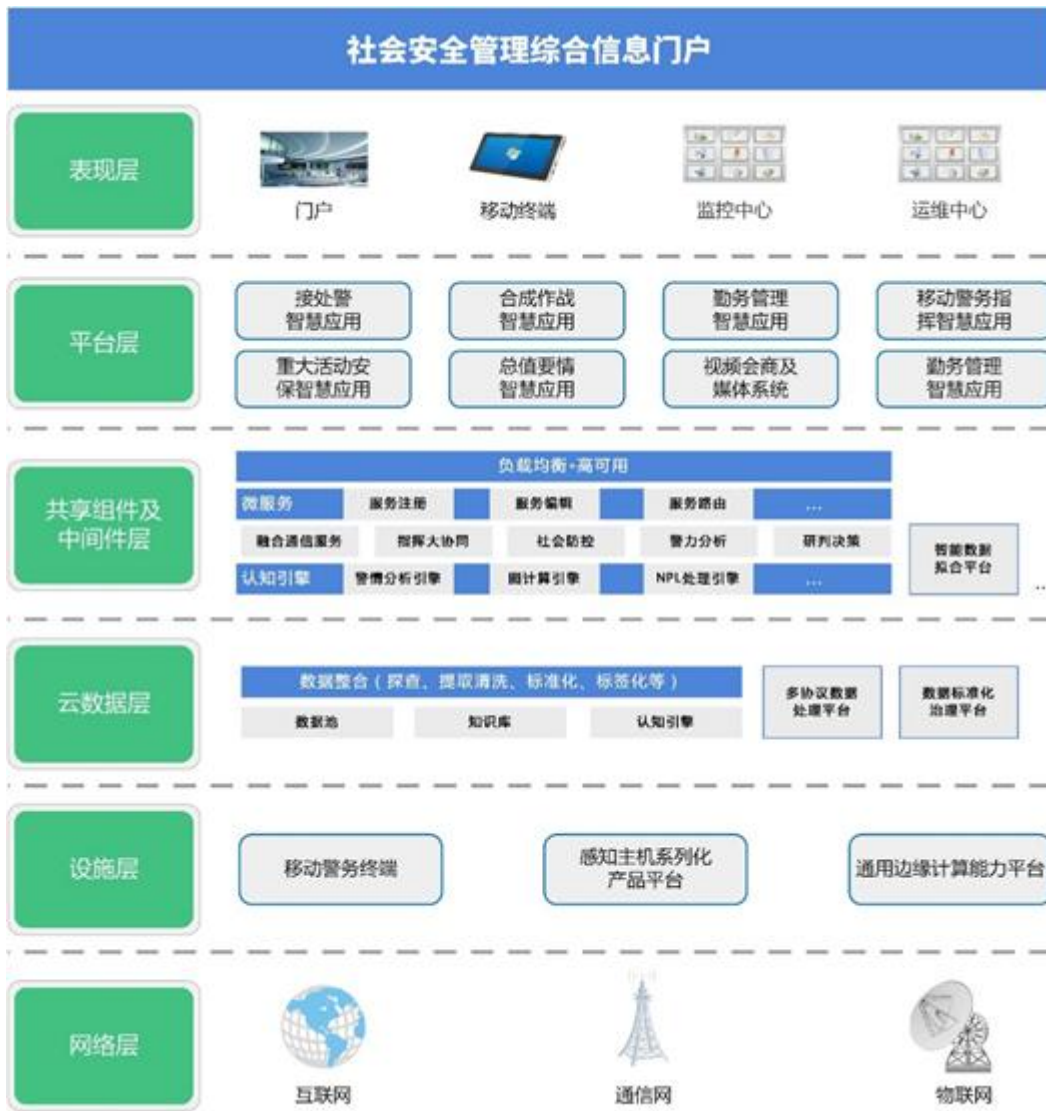 社会安全管理综合信息门户
表现层
门户
移动终端
监控中心
运维中心
平台层
接处警
智慧应用
合成作战
智慧应用
勤务管理
智慧应用
移动警务指
挥智慧应用
重大活动安
保智慧应用
总值要情
智慧应用
视频会商及
媒体系统
勤务管理
智慧应用
共享组件及
中间件层
负载均衡+高可用
微服务
服务注册
服务编辑
服务路由
...
融合通信服务
指挥大协同
社会防控
警力分析
研判决策
认知引擎
警情分析引擎
图计算引擎
NPL处理引擎
...
智能数据
拟合平台
...
云数据层
数据整合（探查、提取清洗、标准化、标签化等）
数据池
知识库
认知引擎
多协议数据
处理平台
数据标准化
治理平台
设施层
移动警务终端
感知主机系列化
产品平台
通用边缘计算能力平台
网络层
互联网
通信网
物联网